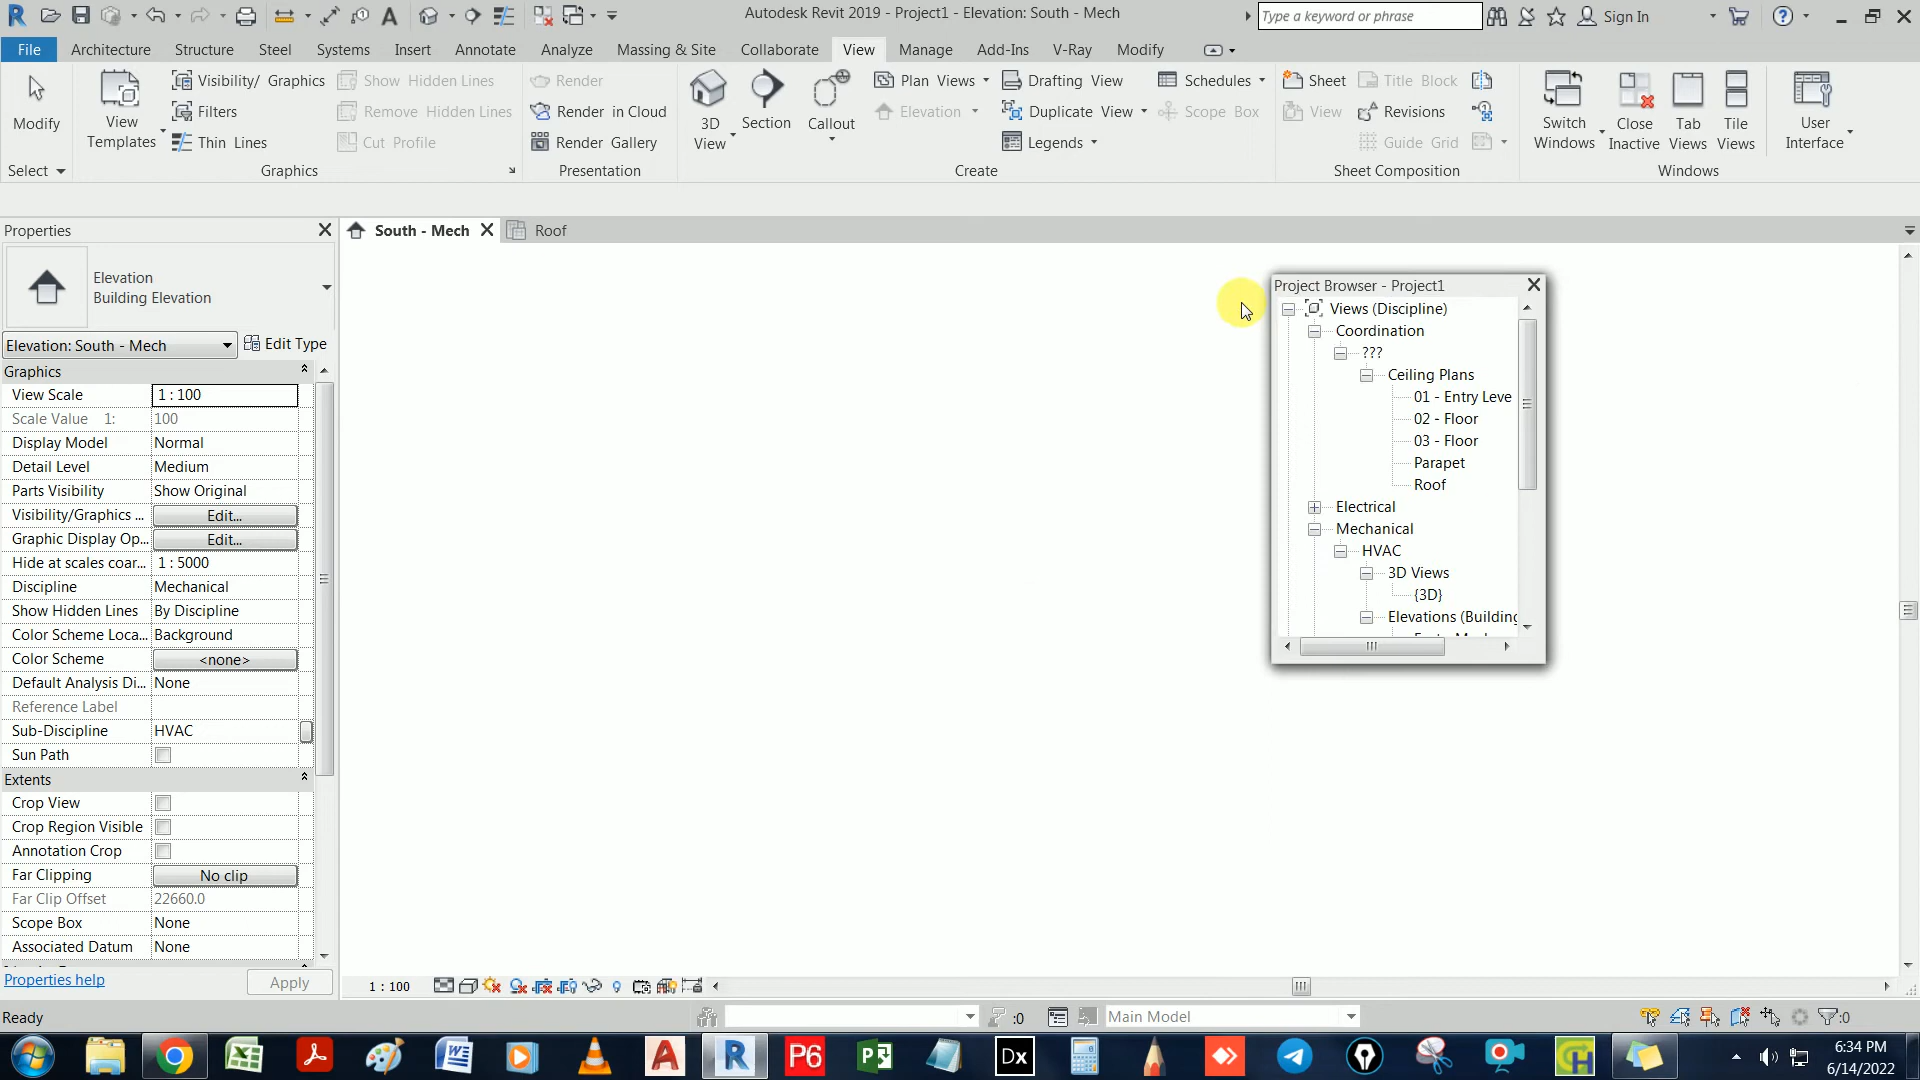 Autodesk Revit 2019 - Project1 - Elevation: South - Mech
Type a keyword or phrase
Sign In
File Architecture Structure Steel Systems Insert Annotate Analyze Massing & Site Collaborate View Manage Add-Ins V-Ray Modify
Modify
View Templates
Visibility/ Graphics
Filters
Thin Lines
Show Hidden Lines
Remove Hidden Lines
Cut Profile
Render
Render in Cloud
Render Gallery
3D View
Section
Callout
Plan Views
Elevation
Drafting View
Duplicate View
Legends
Schedules
Scope Box
Sheet
View
Title Block
Revisions
Guide Grid
Switch Windows
Close Inactive
Tab Views
Tile Views
User Interface
Select Graphics Presentation Create Sheet Composition Windows
Properties
South - Mech
Roof
Elevation
Building Elevation
Elevation: South - Mech
Edit Type
Graphics
View Scale 1 : 100
Scale Value 1: 100
Display Model Normal
Detail Level Medium
Parts Visibility Show Original
Visibility/Graphics ... Edit...
Graphic Display Op... Edit...
Hide at scales coar... 1 : 5000
Discipline Mechanical
Show Hidden Lines By Discipline
Color Scheme Loca... Background
Color Scheme <none>
Default Analysis Di... None
Reference Label
Sub-Discipline HVAC
Sun Path
Extents
Crop View
Crop Region Visible
Annotation Crop
Far Clipping No clip
Far Clip Offset 22660.0
Scope Box None
Associated Datum None
Properties help
Apply
Project Browser - Project1
Views (Discipline)
Coordination
???
Ceiling Plans
01 - Entry Leve
02 - Floor
03 - Floor
Parapet
Roof
Electrical
Mechanical
HVAC
3D Views
{3D}
Elevations (Building
1 : 100
Ready
:0
Main Model
:0
P6
Dx
6:34 PM
6/14/2022